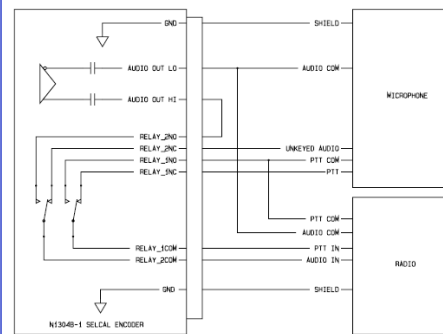 GND
SHIELD
AUDIO OUT LO
AUDIO COM
MICROPHONE
AUDIO OUT HI
RELAY_2NO
RELAY_2NC
UNKEYED AUDIO
RELAY_1NO
PTT COM
RELAY_1NC
PTT
PTT COM
AUDIO COM
RELAY_1COM
PTT IN
RADIO
RELAY_2COM
AUDIO IN
GND
SHIELD
N1304B-1 SELCAL ENCODER